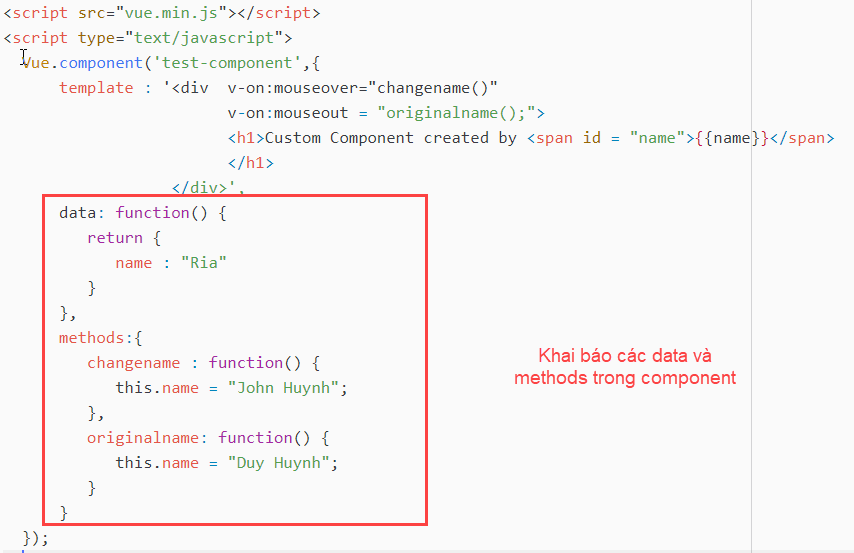 <script src="vue.min.js"></script>
<script type="text/javascript">
Vue.component('test-component',{
template : '<div  v-on:mouseover="changename()"
v-on:mouseout = "originalname();">
<h1>Custom Component created by <span id = "name">{{name}}</span>
</h1>
</div>',
data: function() {
return {
name : "Ria"
}
},
methods:{
changename : function() {
this.name = "John Huynh";
},
originalname: function() {
this.name = "Duy Huynh";
}
}
});
Khai báo các data và
methods trong component